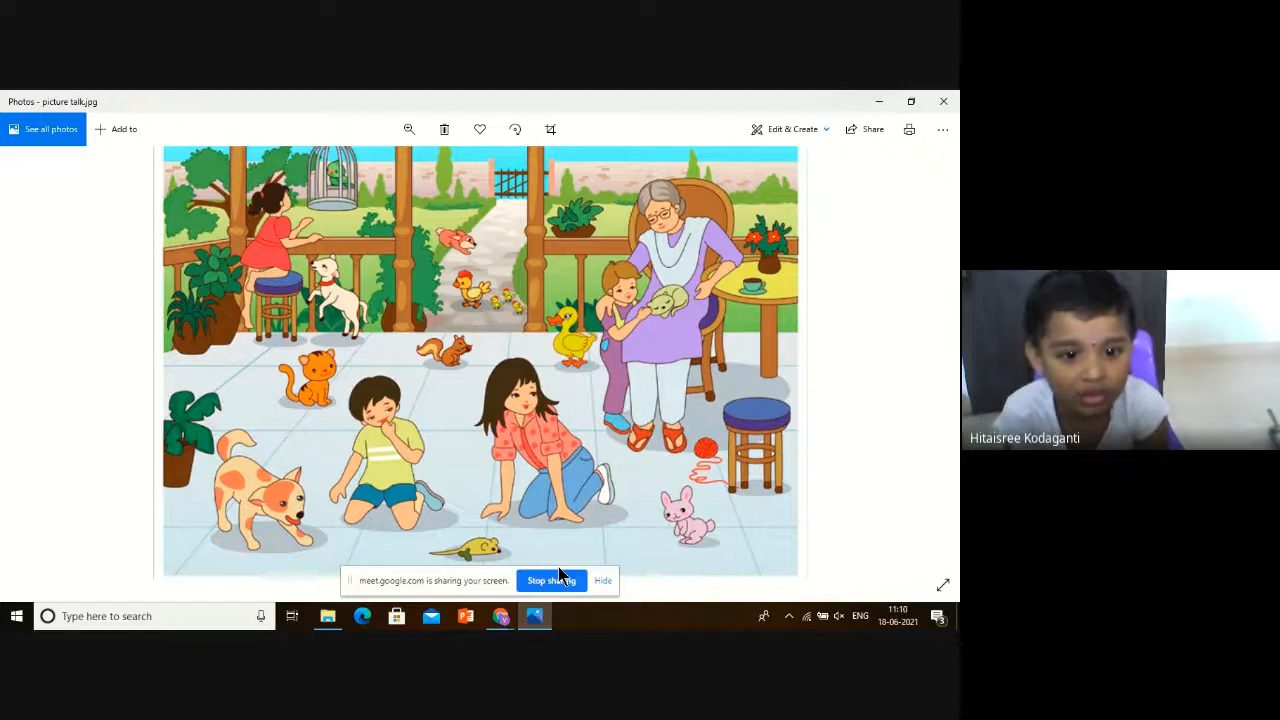 Photos - picture talk.jpg
See all photos
Add to
Edit & Create
Share
Hitaisree Kodaganti
meet.google.com is sharing your screen.
Stop sharing
Hide
Type here to search
ENG
11:10
18-06-2021
3